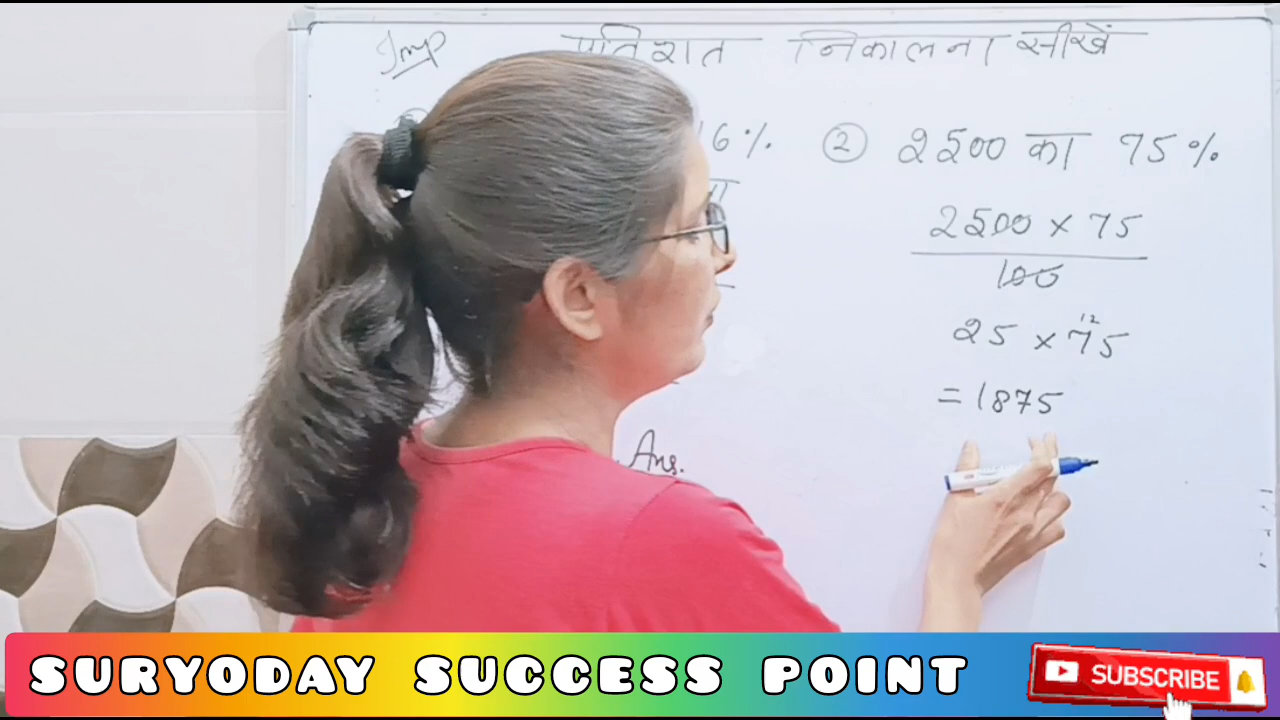 Imp प्रतिशत निकालना सीखें
16%
② 2500 का 75%
2500 × 75
100
12
25 × 75
= 1875
Ans.
SURYODAY SUCCESS POINT
SUBSCRIBE